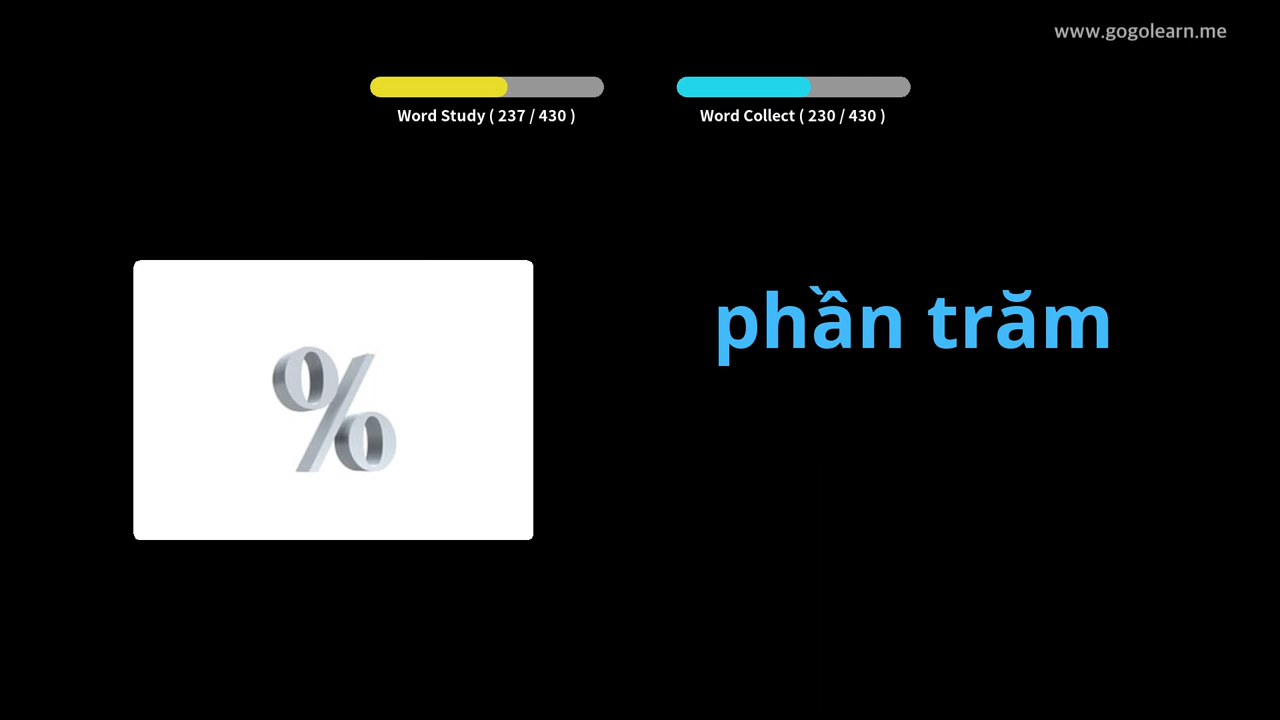 www.gogolearn.me
Word Study ( 237 / 430 )
Word Collect ( 230 / 430 )
%
phần trăm